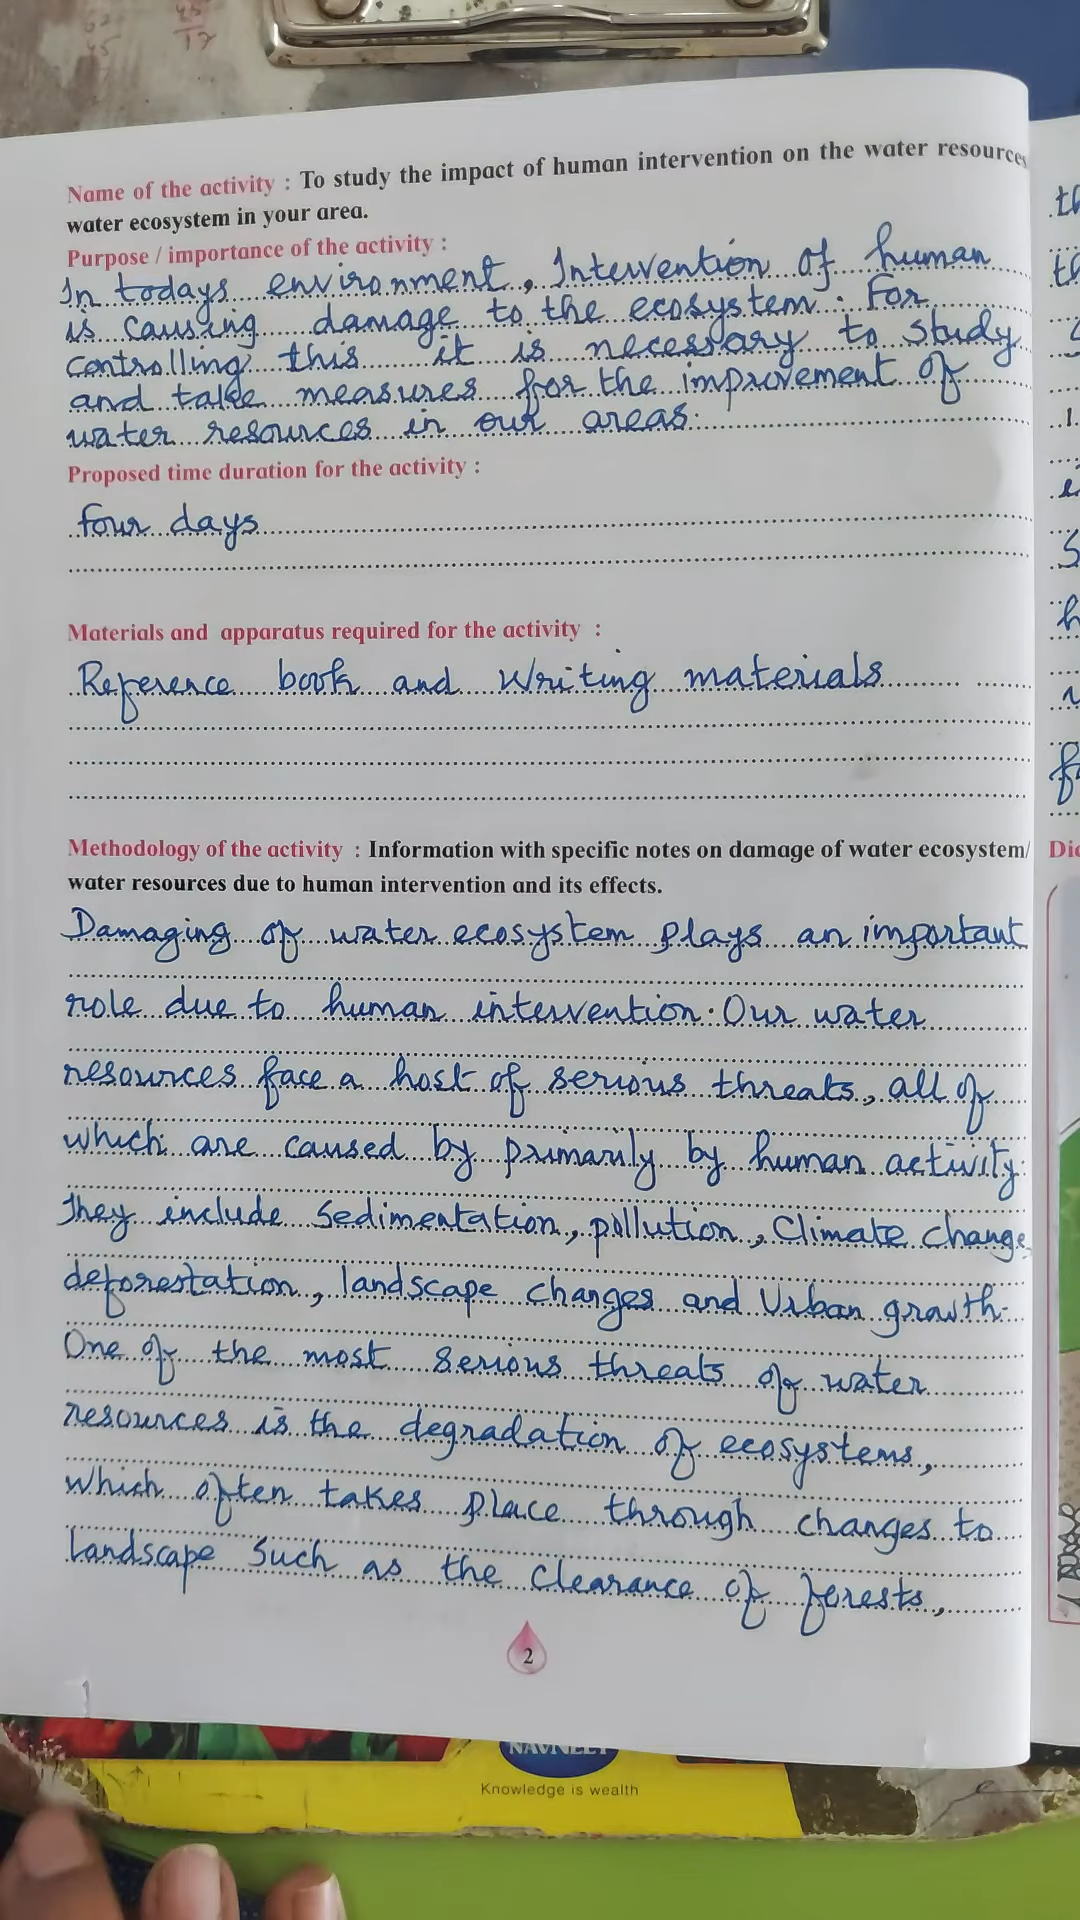 Name of the activity : To study the impact of human intervention on the water resources
water ecosystem in your area.
Purpose / importance of the activity :
In todays environment, Intervention of human
is causing damage to the ecosystem. For
controlling this it is necessary to study
and take measures for the improvement of
water resources in our areas.
Proposed time duration for the activity :
four days
Materials and apparatus required for the activity :
Reference book and Writing materials
Methodology of the activity : Information with specific notes on damage of water ecosystem/
water resources due to human intervention and its effects.
Damaging of water ecosystem plays an important
role due to human intervention. Our water
resources face a host of serious threats, all of
which are caused by primarily by human activity.
They include sedimentation, pollution, Climate change
deforestation, landscape changes and Urban growth.
One of the most serious threats of water
resources is the degradation of ecosystems,
which often takes place through changes to
landscape such as the clearance of forests,
2
NAVNEET
Knowledge is wealth